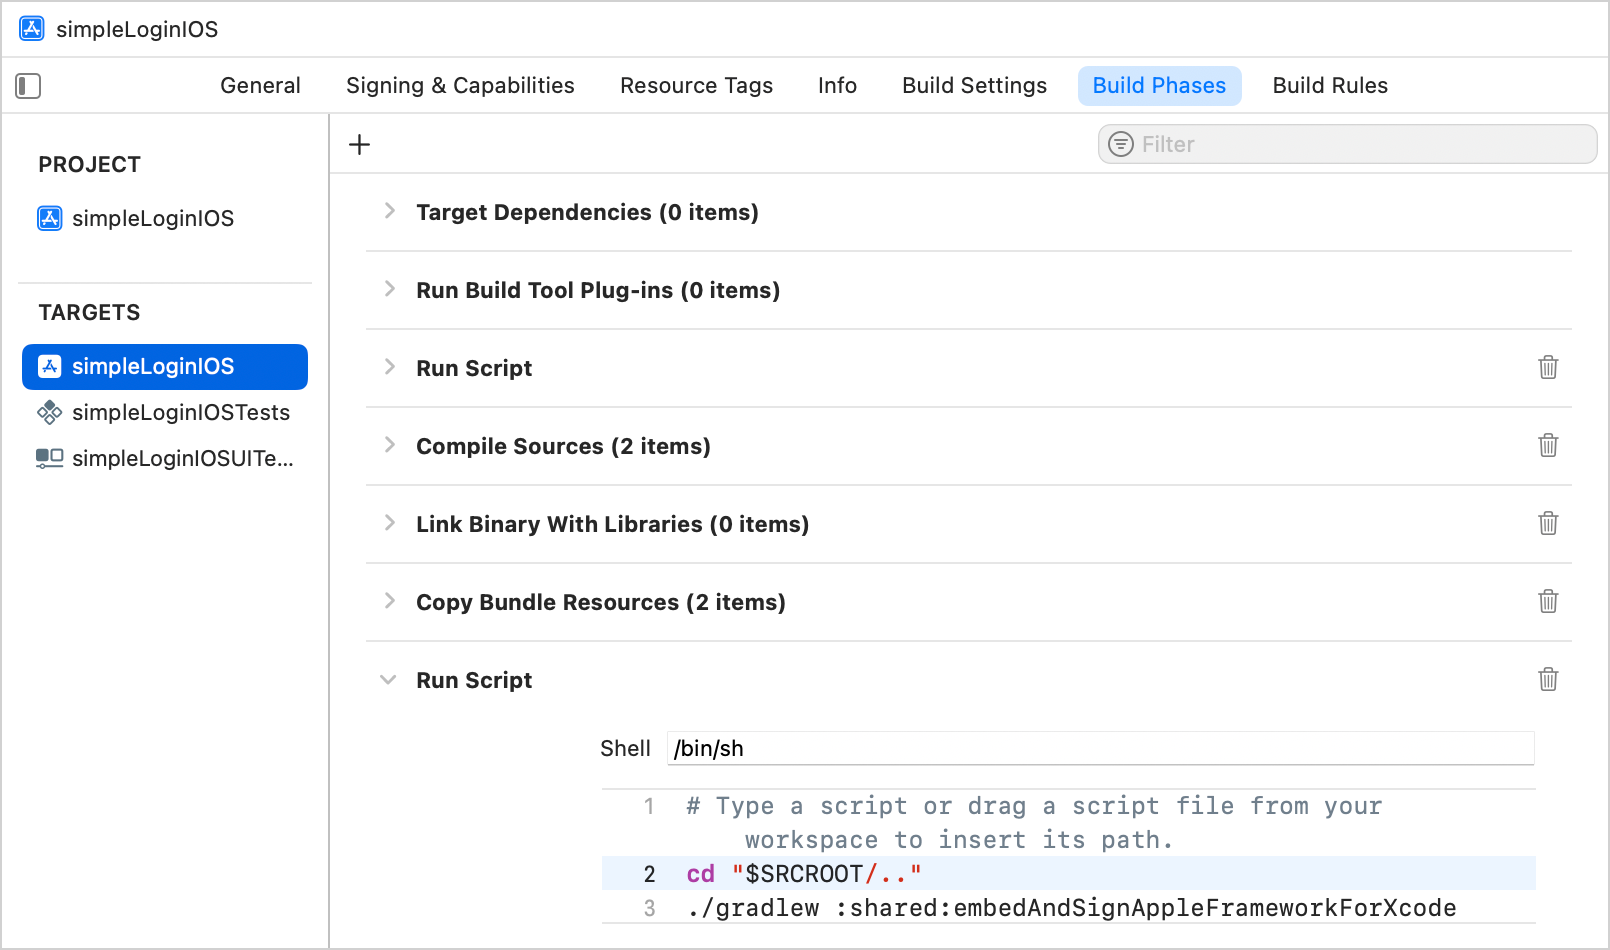 simpleLoginIOS
General Signing & Capabilities Resource Tags Info Build Settings Build Phases Build Rules
Filter
PROJECT
simpleLoginIOS
TARGETS
simpleLoginIOS
simpleLoginIOSTests
simpleLoginIOSUITe...
Target Dependencies (0 items)
Run Build Tool Plug-ins (0 items)
Run Script
Compile Sources (2 items)
Link Binary With Libraries (0 items)
Copy Bundle Resources (2 items)
Run Script
Shell /bin/sh
1 # Type a script or drag a script file from your
workspace to insert its path.
2 cd "$SRCROOT/.."
3 ./gradlew :shared:embedAndSignAppleFrameworkForXcode